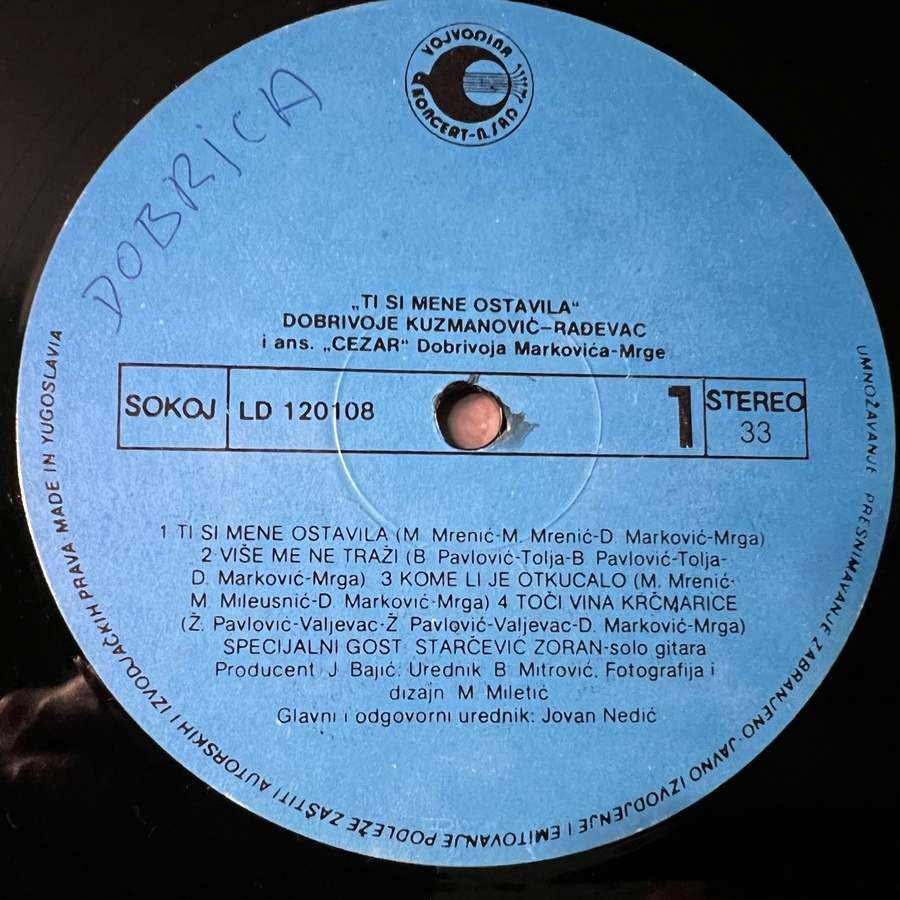 VOJVODINA
KONCERT-N.SAD
DOBRICA
„TI SI MENE OSTAVILA“
DOBRIVOJE KUZMANOVIĆ-RAĐEVAC
i ans. „CEZAR“ Dobrivoja Markovića-Mrge
SOKOJ LD 120108 1 STEREO
33
1 TI SI MENE OSTAVILA (M. Mrenić-M. Mrenić-D. Marković-Mrga)
2 VIŠE ME NE TRAŽI (B. Pavlović-Tolja-B. Pavlović-Tolja-
D. Marković-Mrga) 3 KOME LI JE OTKUCALO (M. Mrenić-
M. Mileusnić-D. Marković-Mrga) 4 TOČI VINA KRČMARICE
(Ž. Pavlović-Valjevac-Ž. Pavlović-Valjevac-D. Marković-Mrga)
SPECIJALNI GOST: STARČEVIĆ ZORAN-solo gitara
Producent J. Bajić, Urednik B. Mitrović, Fotografija i
dizajn M. Miletić
Glavni i odgovorni urednik: Jovan Nedić
UMNOŽAVANJE PRESNIMAVANJE ZABRANJENO. JAVNO IZVODJENJE I EMITOVANJE PODLEŽE ZAŠTITI AUTORSKIH I IZVODJAČKIH PRAVA MADE IN YUGOSLAVIA